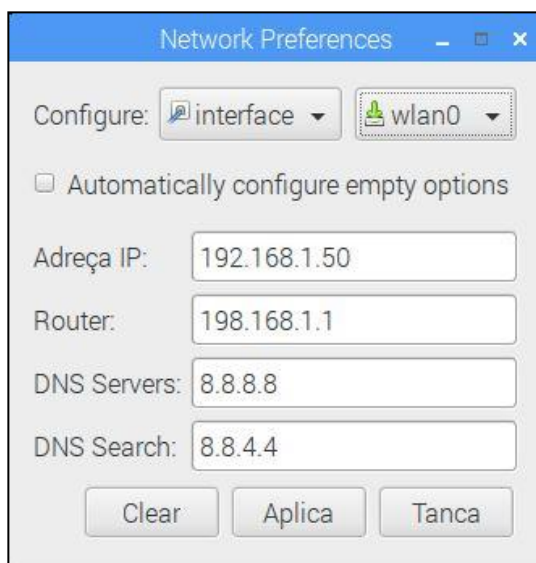 Network Preferences
Configure: interface wlan0
Automatically configure empty options
Adreça IP: 192.168.1.50
Router: 198.168.1.1
DNS Servers: 8.8.8.8
DNS Search: 8.8.4.4
Clear Aplica Tanca